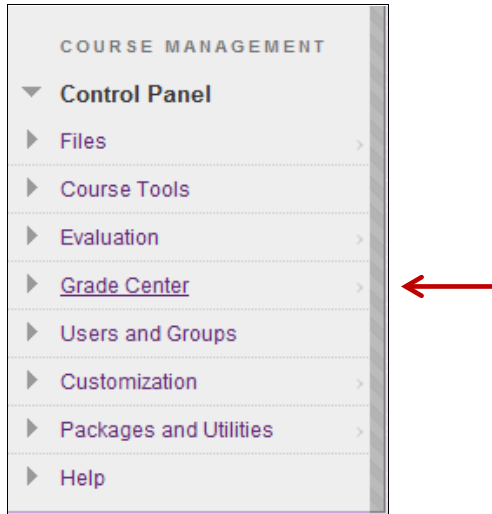 COURSE MANAGEMENT
Control Panel
Files
Course Tools
Evaluation
Grade Center
Users and Groups
Customization
Packages and Utilities
Help